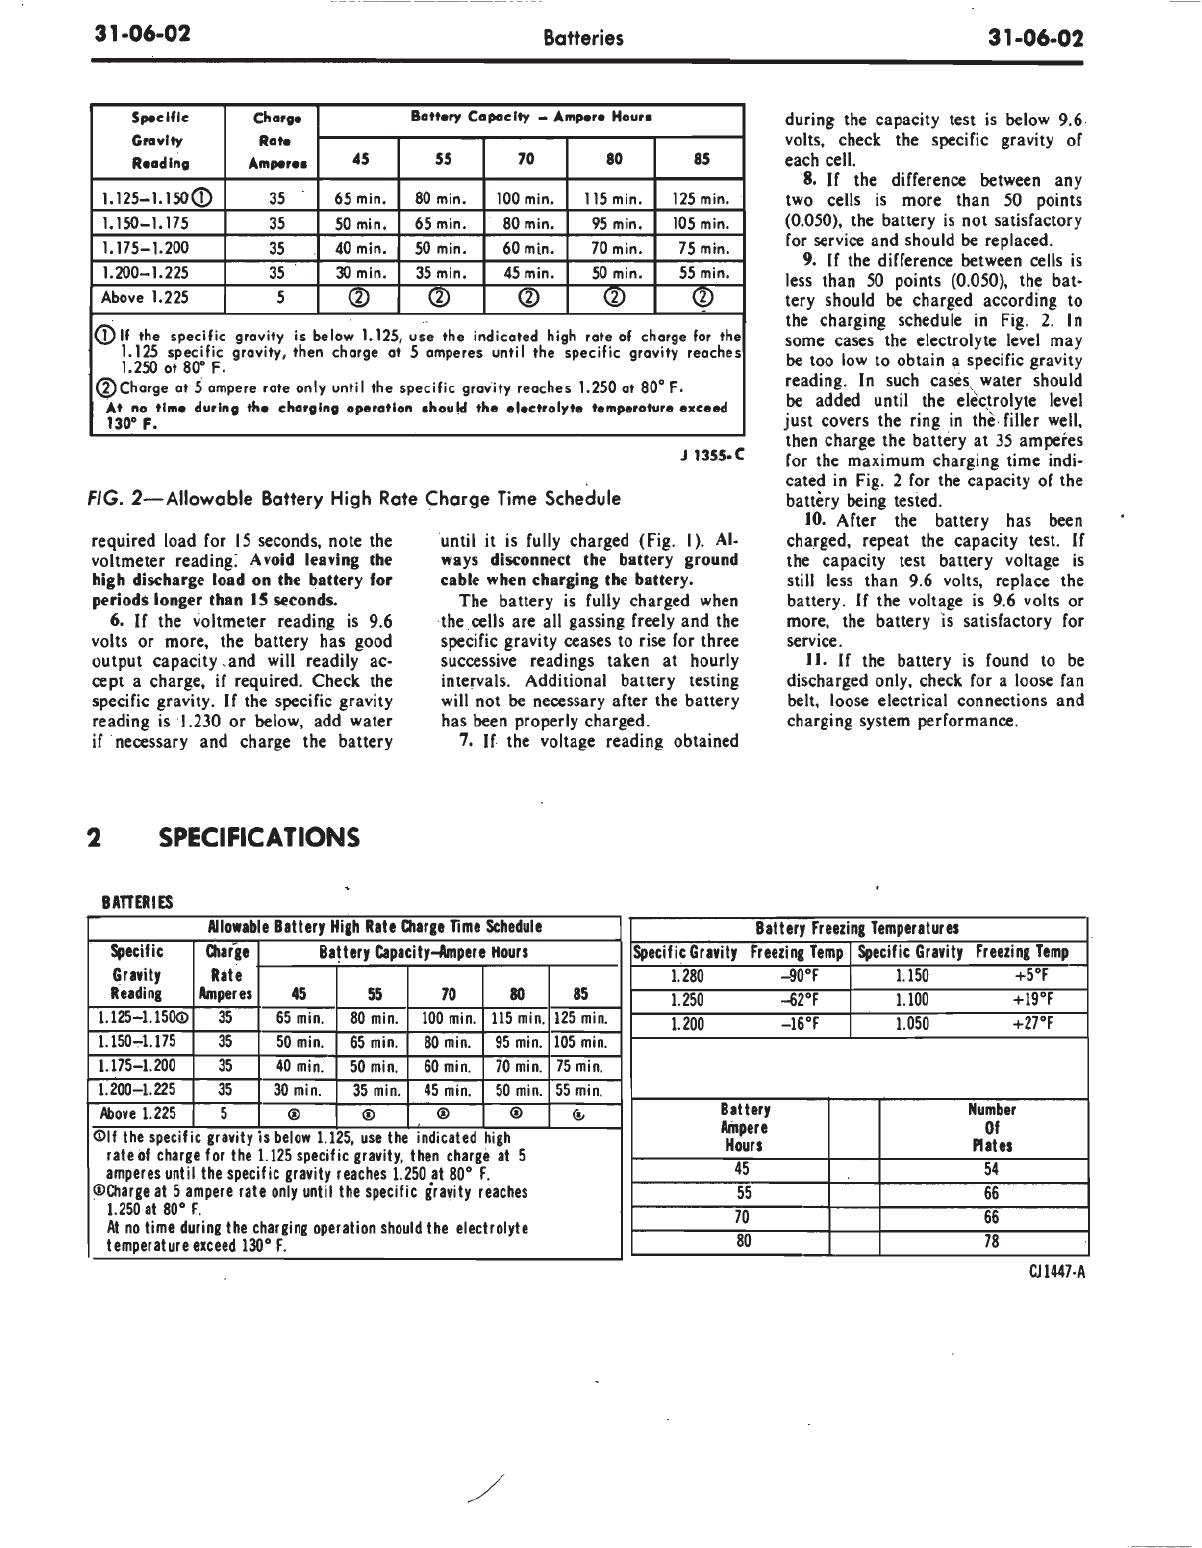 31-06-02 Batteries 31-06-02
Specific Gravity Reading Charge Rate Amperes Battery Capacity – Ampere Hours
45 55 70 80 85
1.125–1.150① 35 65 min. 80 min. 100 min. 115 min. 125 min.
1.150–1.175 35 50 min. 65 min. 80 min. 95 min. 105 min.
1.175–1.200 35 40 min. 50 min. 60 min. 70 min. 75 min.
1.200–1.225 35 30 min. 35 min. 45 min. 50 min. 55 min.
Above 1.225 5 ② ② ② ② ②
① If the specific gravity is below 1.125, use the indicated high rate of charge for the
1.125 specific gravity, then charge at 5 amperes until the specific gravity reaches
1.250 at 80° F.
② Charge at 5 ampere rate only until the specific gravity reaches 1.250 at 80° F.
At no time during the charging operation should the electrolyte temperature exceed
130° F.
J 1355-C
FIG. 2—Allowable Battery High Rate Charge Time Schedule
required load for 15 seconds, note the
voltmeter reading. Avoid leaving the
high discharge load on the battery for
periods longer than 15 seconds.
6. If the voltmeter reading is 9.6
volts or more, the battery has good
output capacity and will readily ac-
cept a charge, if required. Check the
specific gravity. If the specific gravity
reading is 1.230 or below, add water
if necessary and charge the battery
until it is fully charged (Fig. 1). Al-
ways disconnect the battery ground
cable when charging the battery.
The battery is fully charged when
the cells are all gassing freely and the
specific gravity ceases to rise for three
successive readings taken at hourly
intervals. Additional battery testing
will not be necessary after the battery
has been properly charged.
7. If the voltage reading obtained
during the capacity test is below 9.6
volts, check the specific gravity of
each cell.
8. If the difference between any
two cells is more than 50 points
(0.050), the battery is not satisfactory
for service and should be replaced.
9. If the difference between cells is
less than 50 points (0.050), the bat-
tery should be charged according to
the charging schedule in Fig. 2. In
some cases the electrolyte level may
be too low to obtain a specific gravity
reading. In such cases water should
be added until the electrolyte level
just covers the ring in the filler well,
then charge the battery at 35 amperes
for the maximum charging time indi-
cated in Fig. 2 for the capacity of the
battery being tested.
10. After the battery has been
charged, repeat the capacity test. If
the capacity test battery voltage is
still less than 9.6 volts, replace the
battery. If the voltage is 9.6 volts or
more, the battery is satisfactory for
service.
11. If the battery is found to be
discharged only, check for a loose fan
belt, loose electrical connections and
charging system performance.
2 SPECIFICATIONS
BATTERIES
Allowable Battery High Rate Charge Time Schedule
Specific Gravity Reading Charge Rate Amperes Battery Capacity–Ampere Hours
45 55 70 80 85
1.125–1.150① 35 65 min. 80 min. 100 min. 115 min. 125 min.
1.150–1.175 35 50 min. 65 min. 80 min. 95 min. 105 min.
1.175–1.200 35 40 min. 50 min. 60 min. 70 min. 75 min.
1.200–1.225 35 30 min. 35 min. 45 min. 50 min. 55 min.
Above 1.225 5 ② ② ② ② ②
①If the specific gravity is below 1.125, use the indicated high
rate of charge for the 1.125 specific gravity, then charge at 5
amperes until the specific gravity reaches 1.250 at 80° F.
②Charge at 5 ampere rate only until the specific gravity reaches
1.250 at 80° F.
At no time during the charging operation should the electrolyte
temperature exceed 130° F.
Battery Freezing Temperatures
Specific Gravity Freezing Temp Specific Gravity Freezing Temp
1.280 –90°F 1.150 +5°F
1.250 –62°F 1.100 +19°F
1.200 –16°F 1.050 +27°F
Battery Ampere Hours Number Of Plates
45 54
55 66
70 66
80 78
CJ1447-A